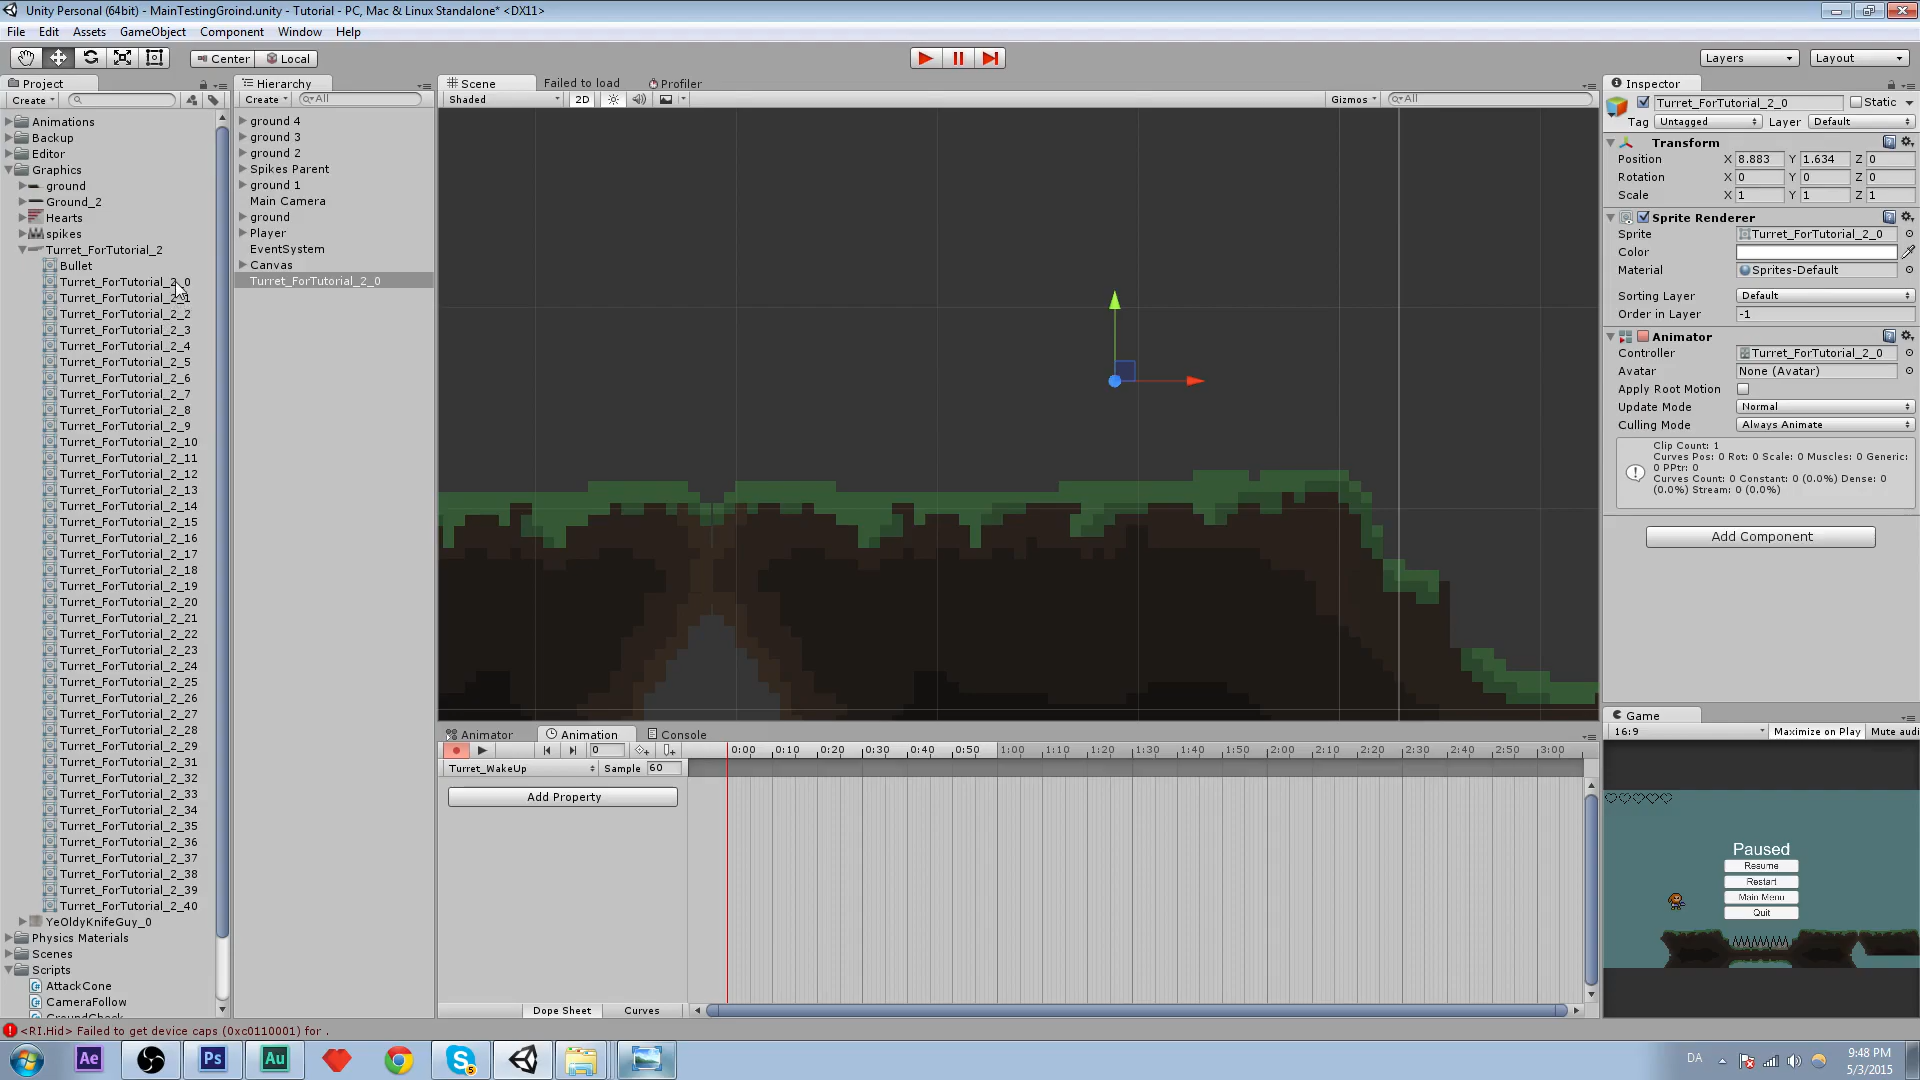 Unity Personal (64bit) - MainTestingGroind.unity - Tutorial - PC, Mac & Linux Standalone* <DX11>
File Edit Assets GameObject Component Window Help
Center Local Layers Layout
Project
Create
Animations
Backup
Editor
Graphics
ground
Ground_2
Hearts
spikes
Turret_ForTutorial_2
Bullet
Turret_ForTutorial_2_0
Turret_ForTutorial_2_1
Turret_ForTutorial_2_2
Turret_ForTutorial_2_3
Turret_ForTutorial_2_4
Turret_ForTutorial_2_5
Turret_ForTutorial_2_6
Turret_ForTutorial_2_7
Turret_ForTutorial_2_8
Turret_ForTutorial_2_9
Turret_ForTutorial_2_10
Turret_ForTutorial_2_11
Turret_ForTutorial_2_12
Turret_ForTutorial_2_13
Turret_ForTutorial_2_14
Turret_ForTutorial_2_15
Turret_ForTutorial_2_16
Turret_ForTutorial_2_17
Turret_ForTutorial_2_18
Turret_ForTutorial_2_19
Turret_ForTutorial_2_20
Turret_ForTutorial_2_21
Turret_ForTutorial_2_22
Turret_ForTutorial_2_23
Turret_ForTutorial_2_24
Turret_ForTutorial_2_25
Turret_ForTutorial_2_26
Turret_ForTutorial_2_27
Turret_ForTutorial_2_28
Turret_ForTutorial_2_29
Turret_ForTutorial_2_31
Turret_ForTutorial_2_32
Turret_ForTutorial_2_33
Turret_ForTutorial_2_34
Turret_ForTutorial_2_35
Turret_ForTutorial_2_36
Turret_ForTutorial_2_37
Turret_ForTutorial_2_38
Turret_ForTutorial_2_39
Turret_ForTutorial_2_40
YeOldyKnifeGuy_0
Physics Materials
Scenes
Scripts
AttackCone
CameraFollow
GroundCheck
Hierarchy
Create All
ground 4
ground 3
ground 2
Spikes Parent
ground 1
Main Camera
ground
Player
EventSystem
Canvas
Turret_ForTutorial_2_0
Scene Failed to load Profiler
Shaded 2D Gizmos All
Animator Animation Console
0 0:00 0:10 0:20 0:30 0:40 0:50 1:00 1:10 1:20 1:30 1:40 1:50 2:00 2:10 2:20 2:30 2:40 2:50 3:00
Turret_WakeUp Sample 60
Add Property
Dope Sheet Curves
Inspector
Turret_ForTutorial_2_0 Static
Tag Untagged Layer Default
Transform
Position X 8.883 Y 1.634 Z 0
Rotation X 0 Y 0 Z 0
Scale X 1 Y 1 Z 1
Sprite Renderer
Sprite Turret_ForTutorial_2_0
Color
Material Sprites-Default
Sorting Layer Default
Order in Layer -1
Animator
Controller Turret_ForTutorial_2_0
Avatar None (Avatar)
Apply Root Motion
Update Mode Normal
Culling Mode Always Animate
Clip Count: 1
Curves Pos: 0 Rot: 0 Scale: 0 Muscles: 0 Generic:
0 PPtr: 0
Curves Count: 0 Constant: 0 (0.0%) Dense: 0
(0.0%) Stream: 0 (0.0%)
Add Component
Game
16:9 Maximize on Play Mute audi
Paused
Resume
Restart
Main Menu
Quit
<RI.Hid> Failed to get device caps (0xc0110001) for .
Ae Ps Au S 5 DA 9:48 PM
5/3/2015